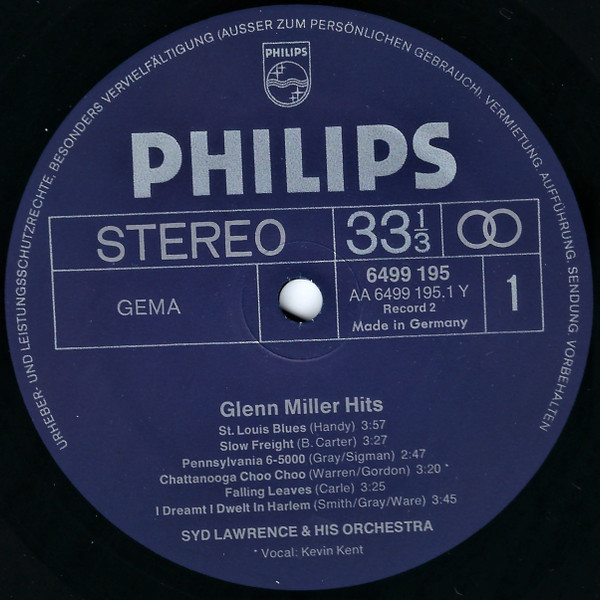 URHEBER- UND LEISTUNGSSCHUTZRECHTE, BESONDERS VERVIELFÄLTIGUNG (AUSSER ZUM PERSÖNLICHEN GEBRAUCH), VERMIETUNG, AUFFÜHRUNG, SENDUNG, VORBEHALTEN
PHILIPS
PHILIPS
STEREO 33 1/3
GEMA
6499 195
AA 6499 195.1 Y
Record 2
Made in Germany
1
Glenn Miller Hits
St. Louis Blues (Handy) 3:57
Slow Freight (B. Carter) 3:27
Pennsylvania 6-5000 (Gray/Sigman) 2:47
Chattanooga Choo Choo (Warren/Gordon) 3:20 *
Falling Leaves (Carle) 3:25
I Dreamt I Dwelt In Harlem (Smith/Gray/Ware) 3:45
SYD LAWRENCE & HIS ORCHESTRA
* Vocal: Kevin Kent